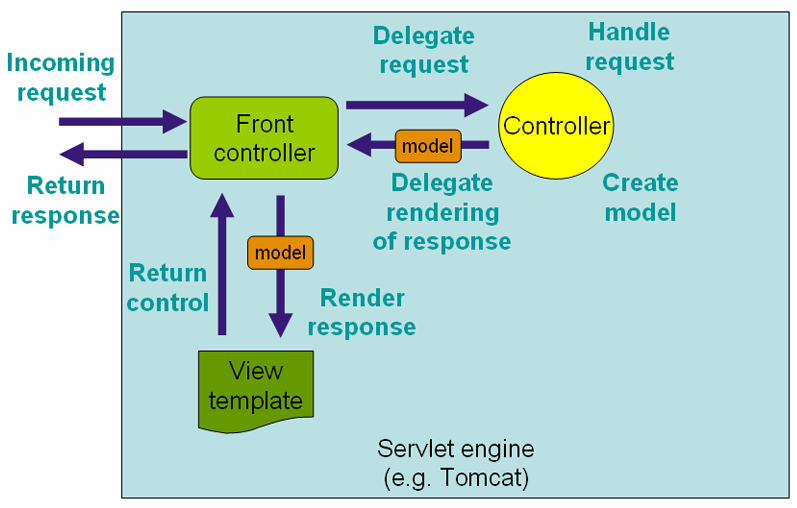 Incoming
request
Return
response
Front
controller
Delegate
request
Handle
request
Controller
model
Delegate
rendering
of response
Create
model
Return
control
model
Render
response
View
template
Servlet engine
(e.g. Tomcat)